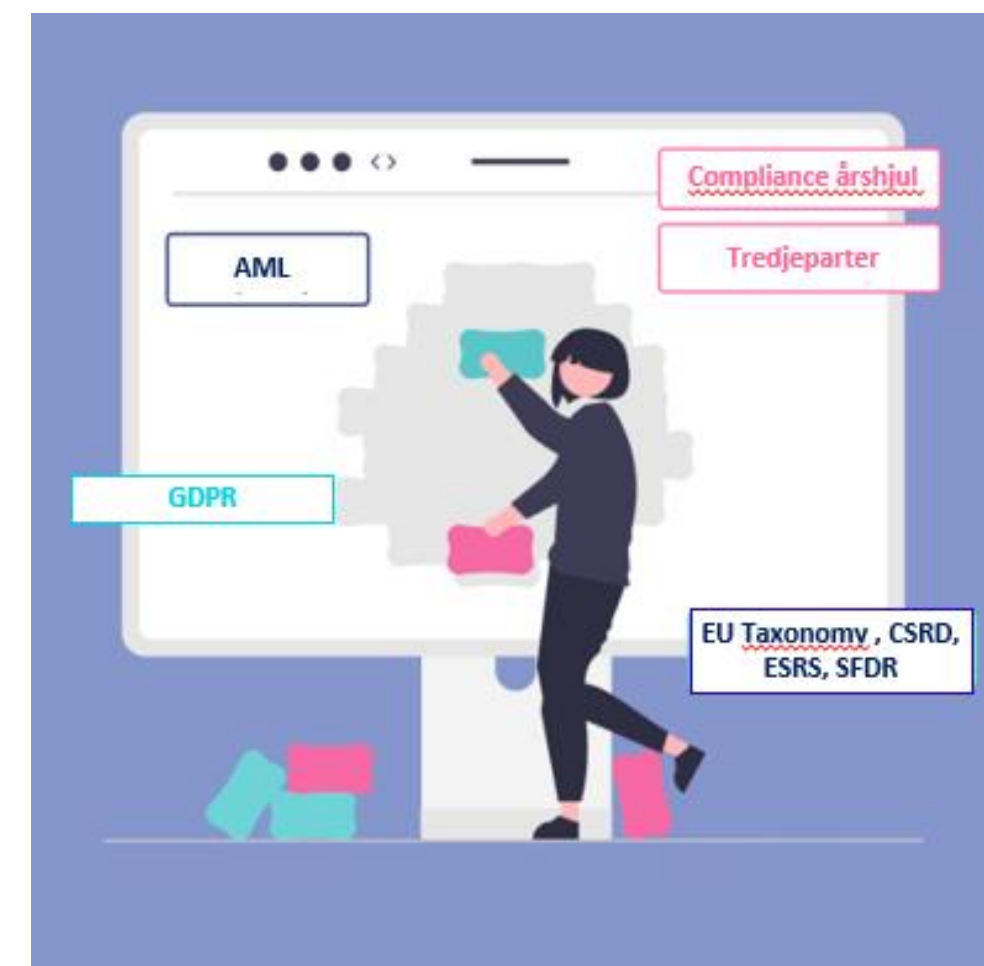 Compliance årshjul
Tredjeparter
AML
GDPR
EU Taxonomy , CSRD,
ESRS, SFDR